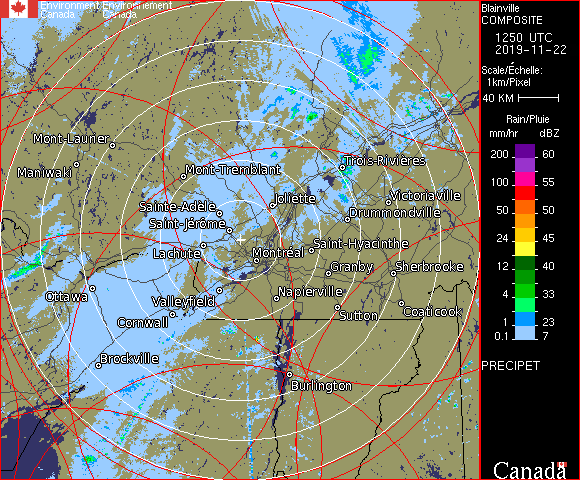 Environment Environnement
Canada Canada
Mont-Laurier
Maniwaki
Mont-Tremblant
Trois-Rivières
Sainte-Adèle
Joliette
Victoriaville
Drummondville
Saint-Jérôme
Lachute
Montréal
Saint-Hyacinthe
Granby
Sherbrooke
Ottawa
Valleyfield
Napierville
Cornwall
Sutton
Coaticook
Brockville
Burlington
Blainville
COMPOSITE
1250 UTC
2019-11-22
Scale/Échelle:
1km/Pixel
40 KM
Rain/Pluie
mm/hr dBZ
200 60
100 55
50 50
24 45
12 40
4 33
1 23
0.1 7
PRECIPET
Canada